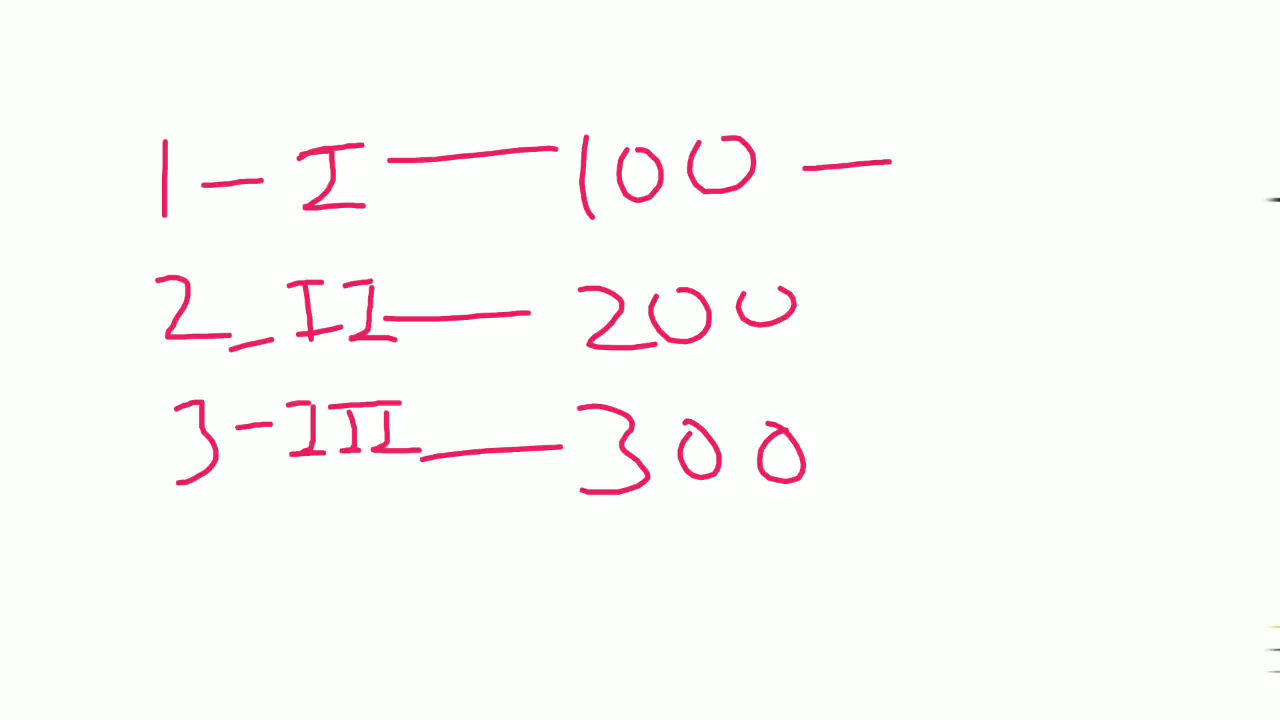 1 - I — 100 -
2 - II — 200
3 - III — 300